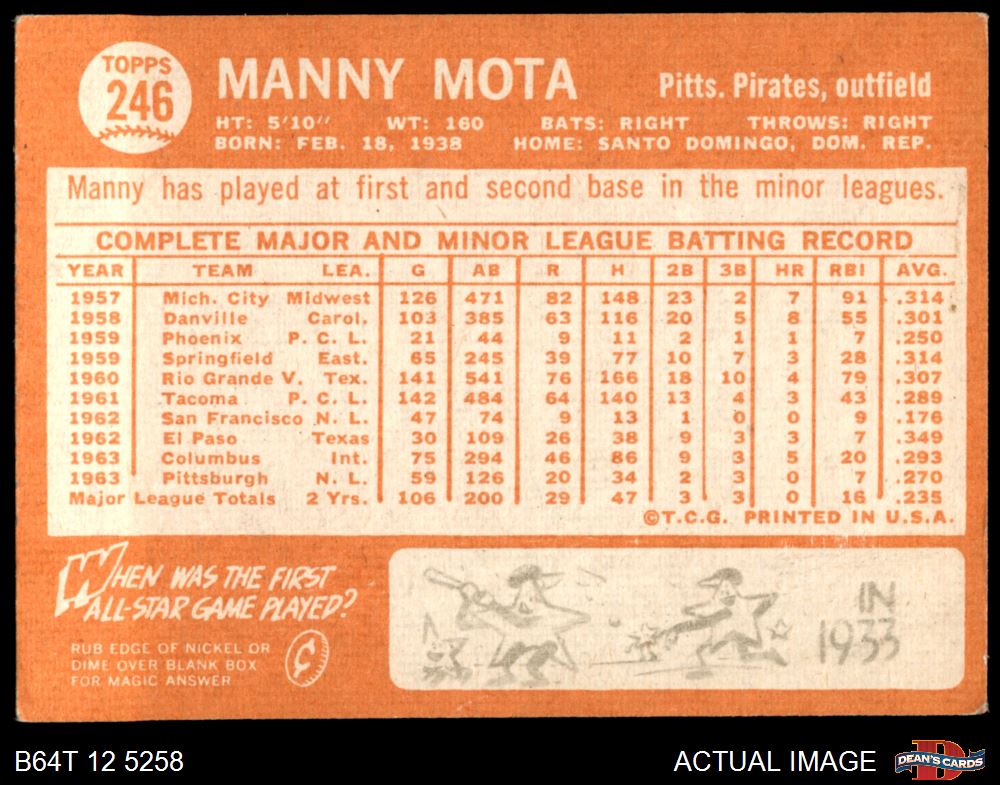 TOPPS
246
MANNY MOTA Pitts. Pirates, outfield
HT: 5'10" WT: 160 BATS: RIGHT THROWS: RIGHT
BORN: FEB. 18, 1938 HOME: SANTO DOMINGO, DOM. REP.
Manny has played at first and second base in the minor leagues.
COMPLETE MAJOR AND MINOR LEAGUE BATTING RECORD
YEAR TEAM LEA. G AB R H 2B 3B HR RBI AVG.
1957 Mich. City Midwest 126 471 82 148 23 2 7 91 .314
1958 Danville Carol. 103 385 63 116 20 5 8 55 .301
1959 Phoenix P. C. L. 21 44 9 11 2 1 1 7 .250
1959 Springfield East. 65 245 39 77 10 7 3 28 .314
1960 Rio Grande V. Tex. 141 541 76 166 18 10 4 79 .307
1961 Tacoma P. C. L. 142 484 64 140 13 4 3 43 .289
1962 San Francisco N. L. 47 74 9 13 1 0 0 9 .176
1962 El Paso Texas 30 109 26 38 9 3 3 7 .349
1963 Columbus Int. 75 294 46 86 9 3 5 20 .293
1963 Pittsburgh N. L. 59 126 20 34 2 3 0 7 .270
Major League Totals 2 Yrs. 106 200 29 47 3 3 0 16 .235
©T.C.G. PRINTED IN U.S.A.
WHEN WAS THE FIRST
ALL-STAR GAME PLAYED?
RUB EDGE OF NICKEL OR
DIME OVER BLANK BOX
FOR MAGIC ANSWER
¢
IN
1933
B64T 12 5258 ACTUAL IMAGE
D
DEAN'S CARDS